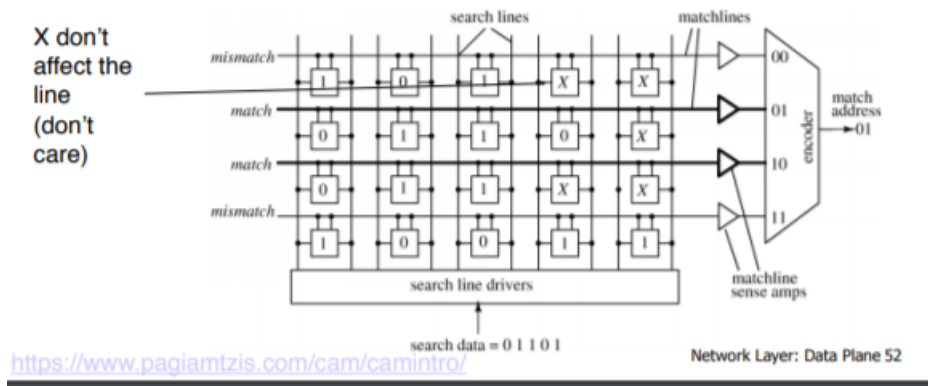 search lines
matchlines
X don't
affect the
line
(don't
care)
mismatch
00
1 0 1 X X
match
01
match
address
0 1 1 0 X
encoder
01
match
10
0 1 1 X X
mismatch
11
1 0 0 1 1
search line drivers
matchline
sense amps
search data = 0 1 1 0 1
https://www.pagiamtzis.com/cam/camintro/
Network Layer: Data Plane 52